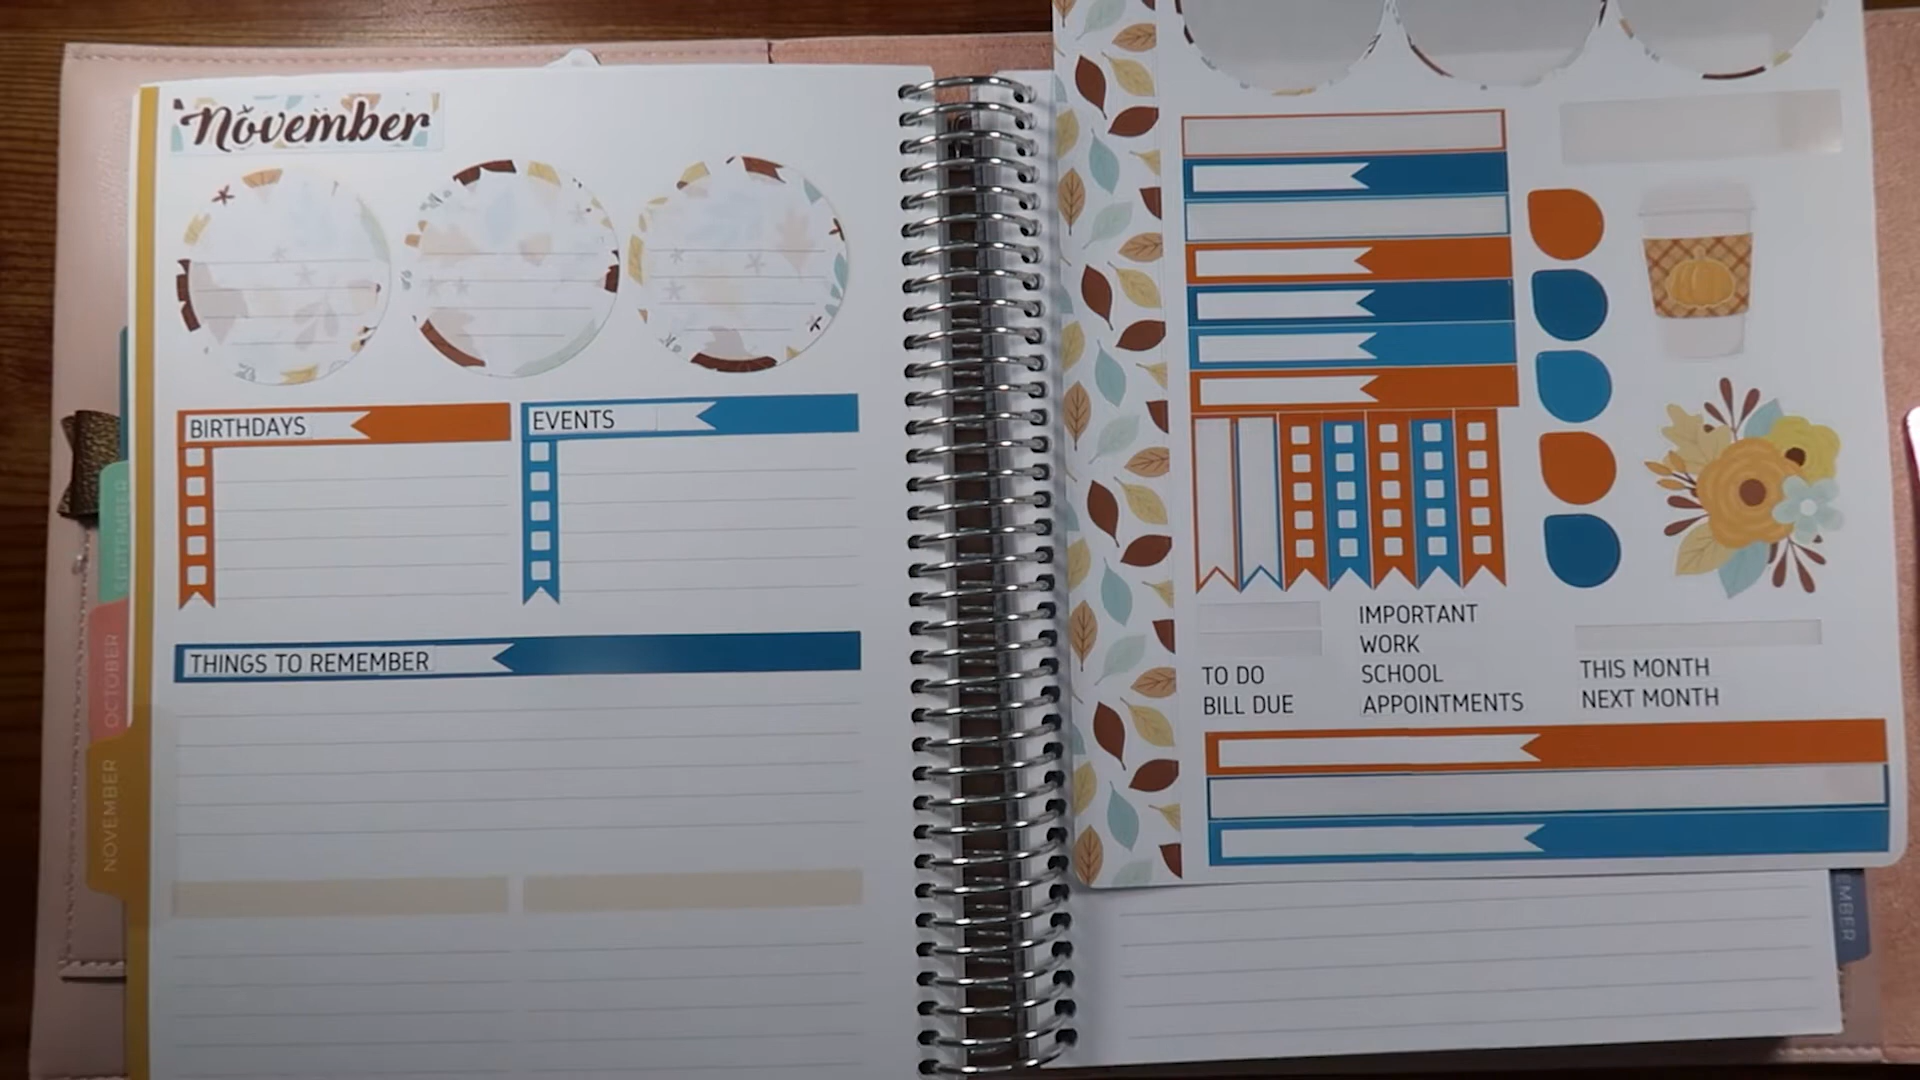 November
BIRTHDAYS
EVENTS
THINGS TO REMEMBER
SEPTEMBER
OCTOBER
NOVEMBER
IMPORTANT
WORK
TO DO
SCHOOL
BILL DUE
APPOINTMENTS
THIS MONTH
NEXT MONTH
EMBER